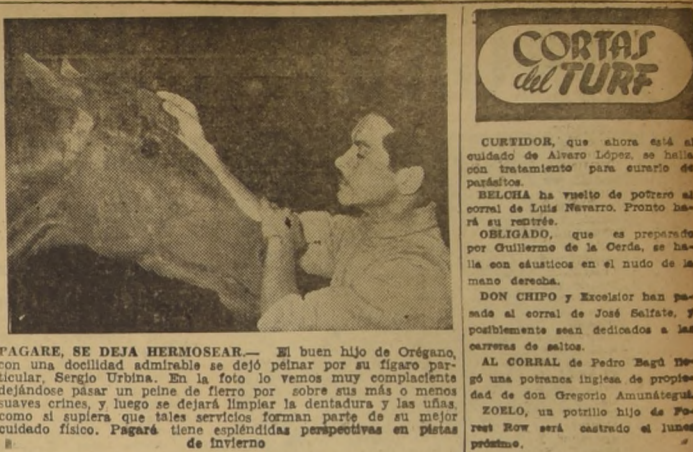 PAGARE, SE DEJA HERMOSEAR.— El buen hijo de Orégano,
con una docilidad admirable se dejó peinar por su fígaro par-
ticular, Sergio Urbina. En la foto lo vemos muy complaciente
dejándose pasar un peine de fierro por sobre sus más o menos
suaves crines, y luego se dejará limpiar la dentadura y las uñas,
como si supiera que tales servicios forman parte de su mejor
cuidado físico. Pagaré tiene espléndidas perspectivas en pistas
de invierno
CORTAS
del TURF
CURTIDOR, que ahora está al
cuidado de Alvaro López, se halla
con tratamiento para curarlo de
parásitos.
BELCHA ha vuelto de potrero al
corral de Luis Navarro. Pronto ha-
rá su rentrée.
OBLIGADO, que es preparado
por Guillermo de la Cerda, se ha-
lla con cáusticos en el nudo de la
mano derecha.
DON CHIPO y Excelsior han pa-
sado al corral de José Salfate, y
posiblemente sean dedicados a las
carreras de saltos.
AL CORRAL de Pedro Bagú lle-
gó una potranca inglesa de propie-
dad de don Gregorio Amunátegui.
ZOELO, un potrillo hijo de Fo-
rest Row será castrado el lunes
próximo.